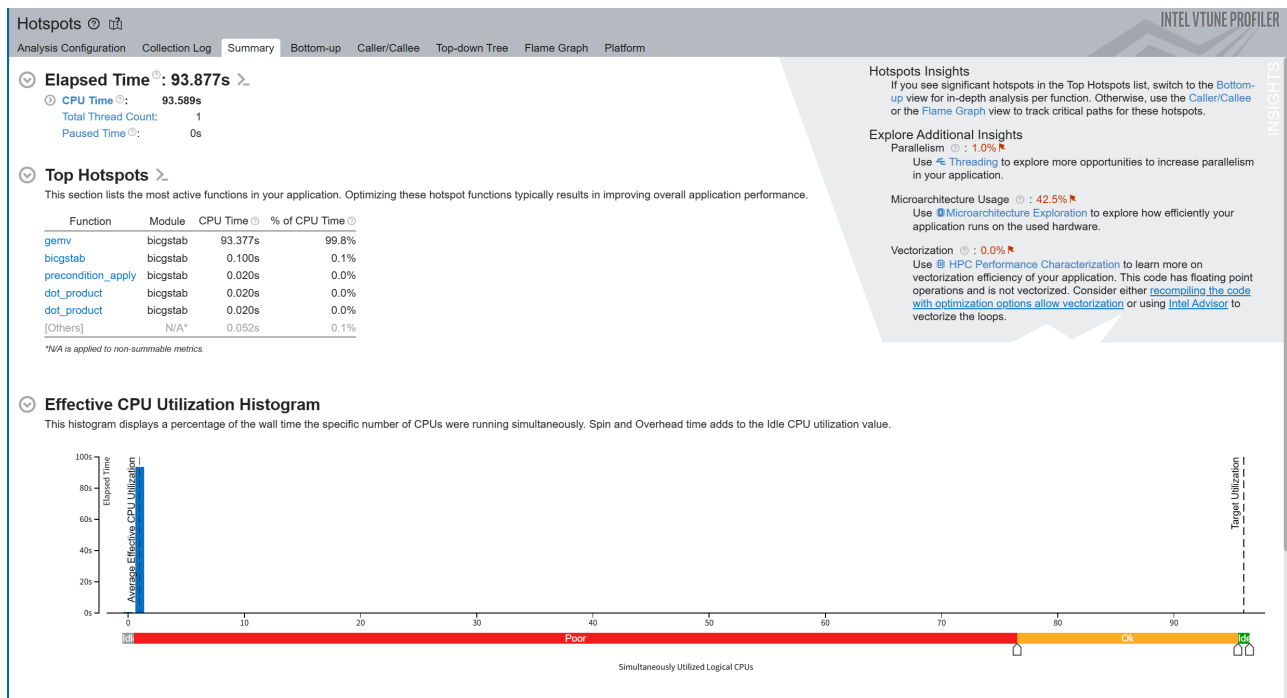 Hotspots
INTEL VTUNE PROFILER
Analysis Configuration Collection Log Summary Bottom-up Caller/Callee Top-down Tree Flame Graph Platform
Elapsed Time: 93.877s
CPU Time: 93.589s
Total Thread Count: 1
Paused Time: 0s
Top Hotspots
This section lists the most active functions in your application. Optimizing these hotspot functions typically results in improving overall application performance.
Function Module CPU Time % of CPU Time
gemv bicgstab 93.377s 99.8%
bicgstab bicgstab 0.100s 0.1%
precondition_apply bicgstab 0.020s 0.0%
dot_product bicgstab 0.020s 0.0%
dot_product bicgstab 0.020s 0.0%
[Others] N/A* 0.052s 0.1%
*N/A is applied to non-summable metrics.
Hotspots Insights
If you see significant hotspots in the Top Hotspots list, switch to the Bottom-
up view for in-depth analysis per function. Otherwise, use the Caller/Callee
or the Flame Graph view to track critical paths for these hotspots.
Explore Additional Insights
Parallelism : 1.0%
Use Threading to explore more opportunities to increase parallelism
in your application.
Microarchitecture Usage : 42.5%
Use Microarchitecture Exploration to explore how efficiently your
application runs on the used hardware.
Vectorization : 0.0%
Use HPC Performance Characterization to learn more on
vectorization efficiency of your application. This code has floating point
operations and is not vectorized. Consider either recompiling the code
with optimization options allow vectorization or using Intel Advisor to
vectorize the loops.
INSIGHTS
Effective CPU Utilization Histogram
This histogram displays a percentage of the wall time the specific number of CPUs were running simultaneously. Spin and Overhead time adds to the Idle CPU utilization value.
100s
80s
60s
40s
20s
0s
Elapsed Time
Average Effective CPU Utilization
Target Utilization
0 10 20 30 40 50 60 70 80 90
Idl Poor Ok Ide
Simultaneously Utilized Logical CPUs